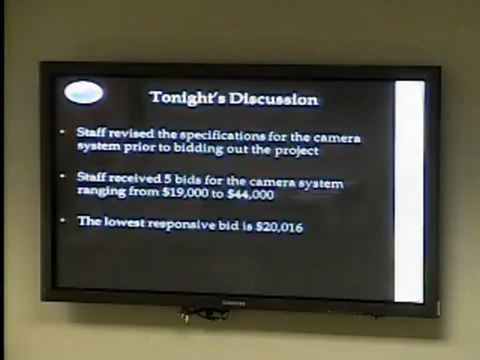 Tonight's Discussion
• Staff revised the specifications for the camera
system prior to bidding out the project
• Staff received 5 bids for the camera system
ranging from $19,000 to $44,000
• The lowest responsive bid is $20,016
SAMSUNG